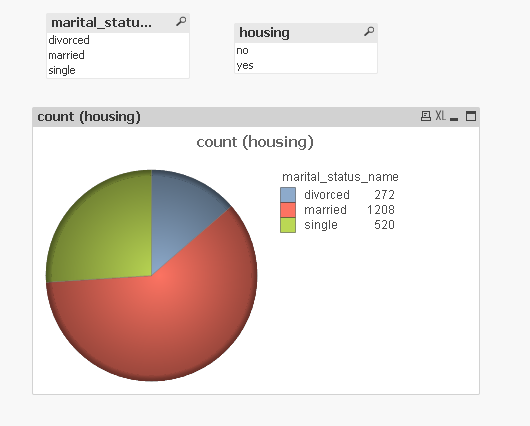 marital_statu...
divorced
married
single
housing
no
yes
count (housing) XL
count (housing)
marital_status_name
divorced 272
married 1208
single 520